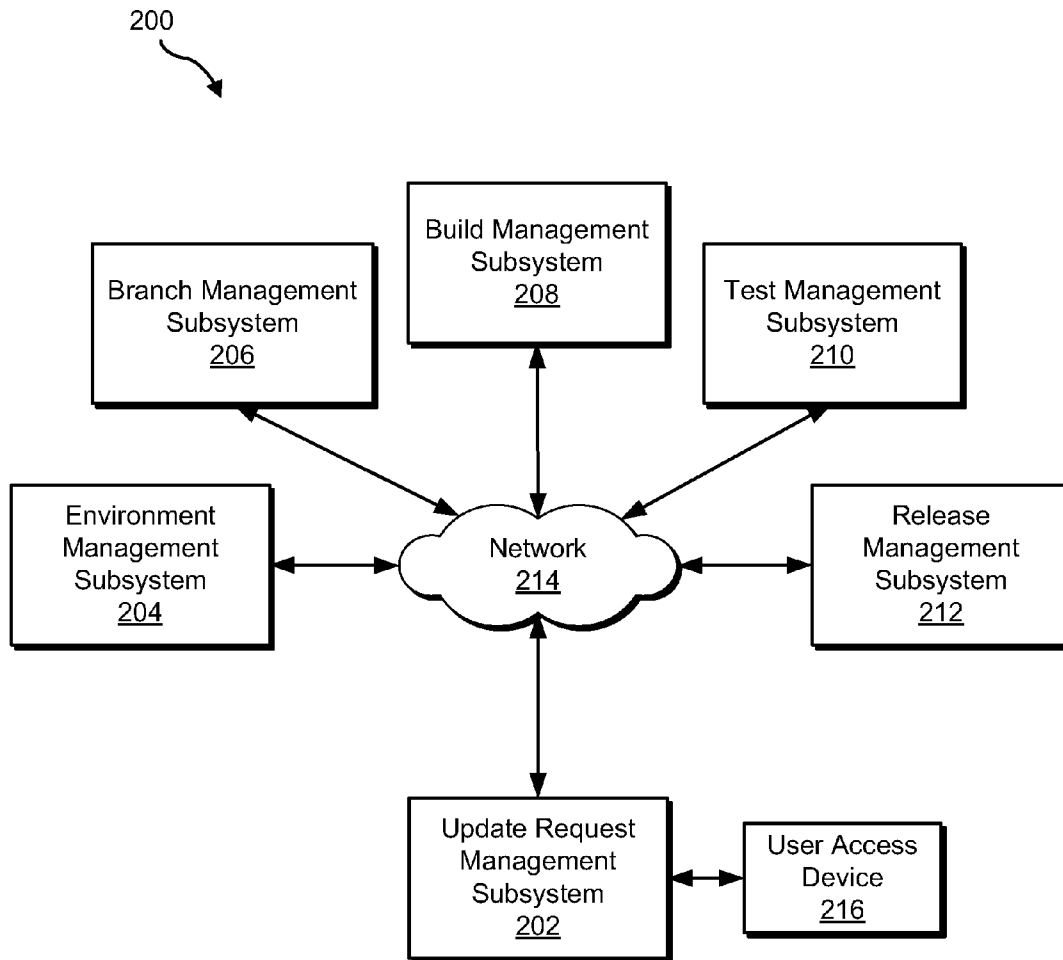 200
Build Management
Subsystem
208
Branch Management
Subsystem
206
Test Management
Subsystem
210
Environment
Management
Subsystem
204
Network
214
Release
Management
Subsystem
212
Update Request
Management
Subsystem
202
User Access
Device
216